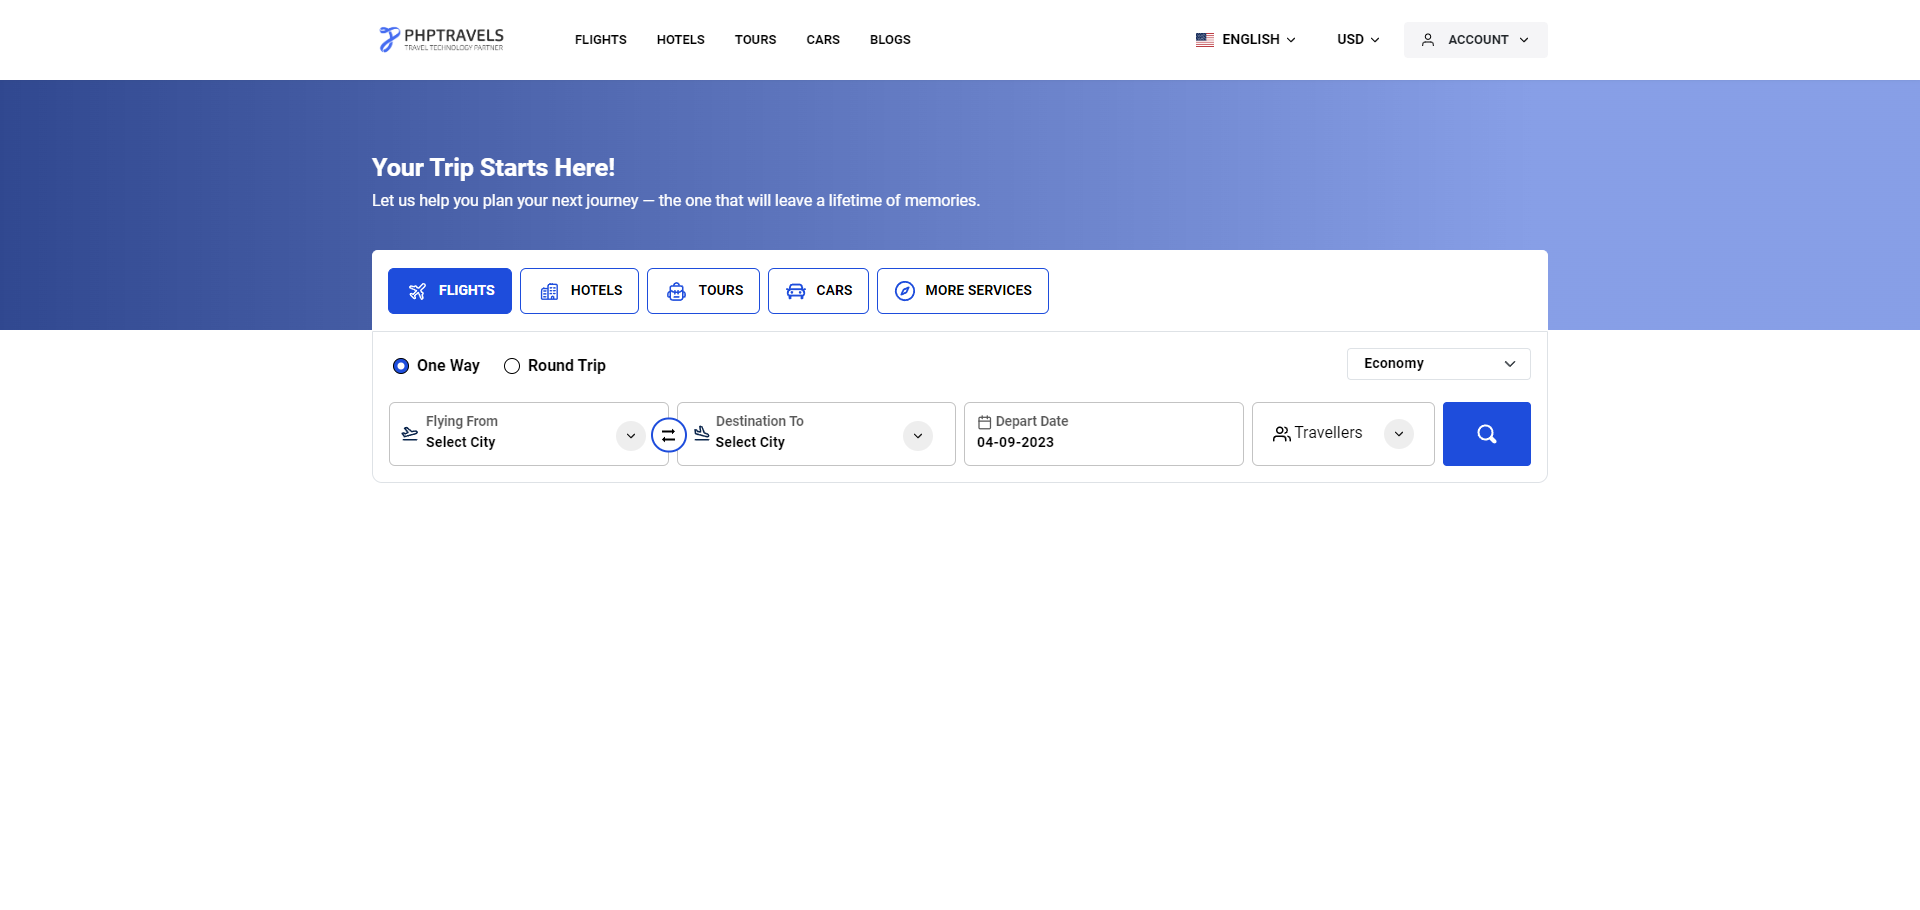 PHPTRAVELS
TRAVEL TECHNOLOGY PARTNER
FLIGHTS HOTELS TOURS CARS BLOGS
ENGLISH USD ACCOUNT
Your Trip Starts Here!
Let us help you plan your next journey — the one that will leave a lifetime of memories.
FLIGHTS HOTELS TOURS CARS MORE SERVICES
One Way Round Trip Economy
Flying From Destination To Depart Date
Select City Select City 04-09-2023
Travellers